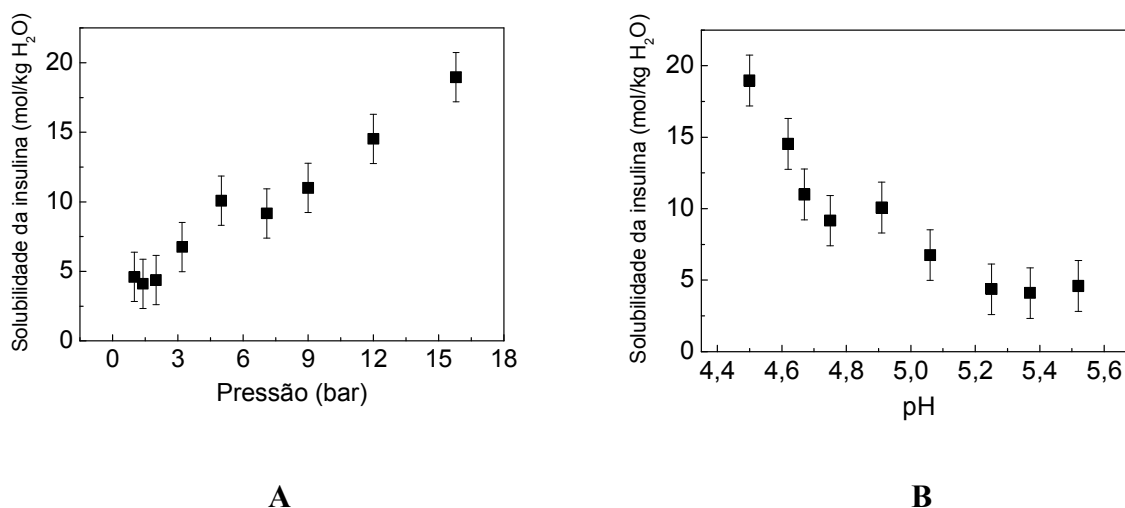 Solubilidade da insulina (mol/kg H₂O)
20
15
10
5
0
0 3 6 9 12 15 18
Pressão (bar)
A
Solubilidade da insulina (mol/kg H₂O)
20
15
10
5
0
4,4 4,6 4,8 5,0 5,2 5,4 5,6
pH
B